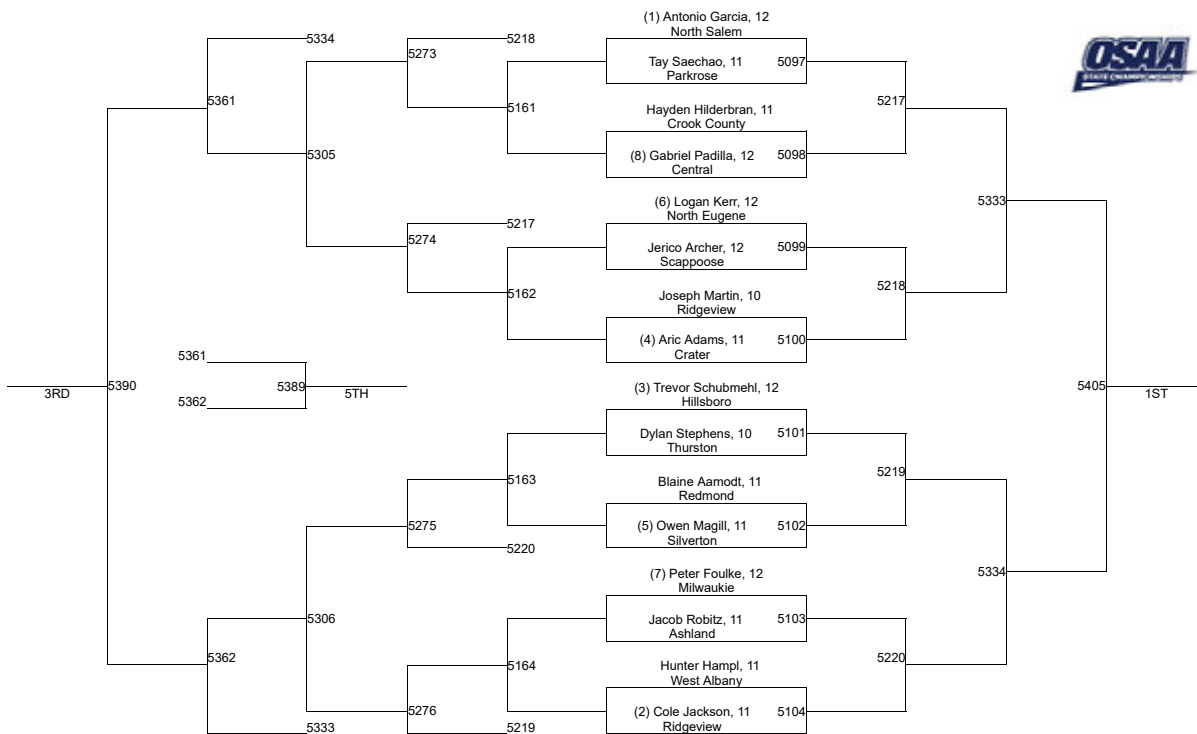 (1) Antonio Garcia, 12
North Salem
5334
5218
5273
Tay Saechao, 11
Parkrose
5097
OSAA
STATE CHAMPIONSHIPS
5361
5161
5217
Hayden Hilderbran, 11
Crook County
5305
(8) Gabriel Padilla, 12
Central
5098
(6) Logan Kerr, 12
North Eugene
5333
5217
5274
Jerico Archer, 12
Scappoose
5099
5162
5218
Joseph Martin, 10
Ridgeview
(4) Aric Adams, 11
Crater
5100
5361
3RD
5390
5389
5TH
5362
(3) Trevor Schubmehl, 12
Hillsboro
5405
1ST
Dylan Stephens, 10
Thurston
5101
5163
5219
Blaine Aamodt, 11
Redmond
5275
(5) Owen Magill, 11
Silverton
5102
5220
(7) Peter Foulke, 12
Milwaukie
5334
5306
Jacob Robitz, 11
Ashland
5103
5362
5164
5220
Hunter Hampl, 11
West Albany
5276
(2) Cole Jackson, 11
Ridgeview
5104
5333
5219